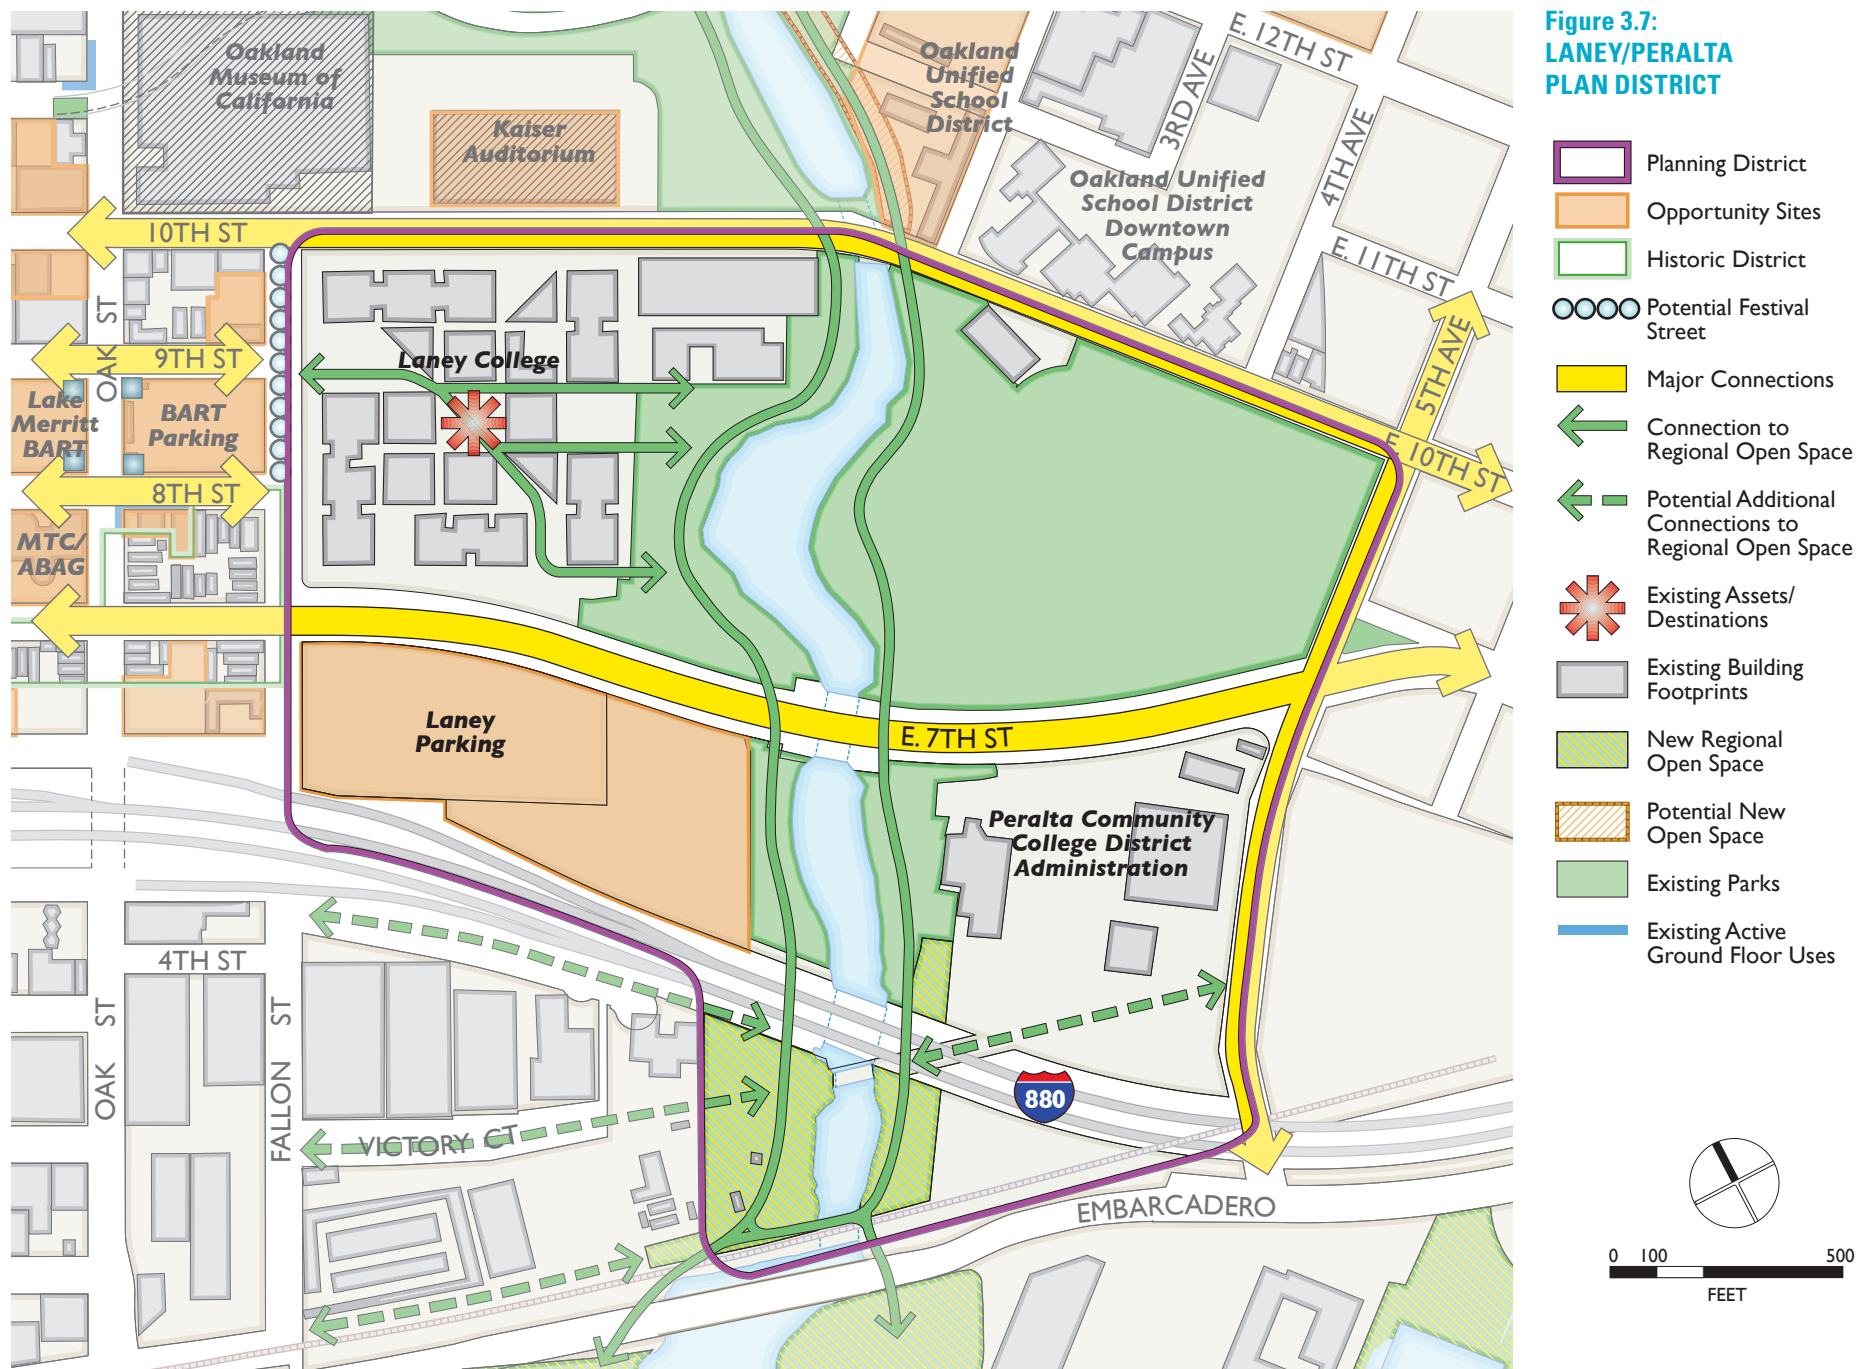 Figure 3.7:
LANEY/PERALTA
PLAN DISTRICT
Planning District
Opportunity Sites
Historic District
Potential Festival
Street
Major Connections
Connection to
Regional Open Space
Potential Additional
Connections to
Regional Open Space
Existing Assets/
Destinations
Existing Building
Footprints
New Regional
Open Space
Potential New
Open Space
Existing Parks
Existing Active
Ground Floor Uses
0 100 500
FEET
Oakland
Museum of
California
Kaiser
Auditorium
Oakland
Unified
School
District
E. 12TH ST
3RD AVE
4TH AVE
Oakland Unified
School District
Downtown
Campus
E. 11TH ST
5TH AVE
E. 10TH ST
10TH ST
OAK ST
9TH ST
Laney College
Lake
Merritt
BART
BART
Parking
8TH ST
MTC/
ABAG
Laney
Parking
E. 7TH ST
Peralta Community
College District
Administration
4TH ST
OAK ST
FALLON ST
VICTORY CT
880
EMBARCADERO